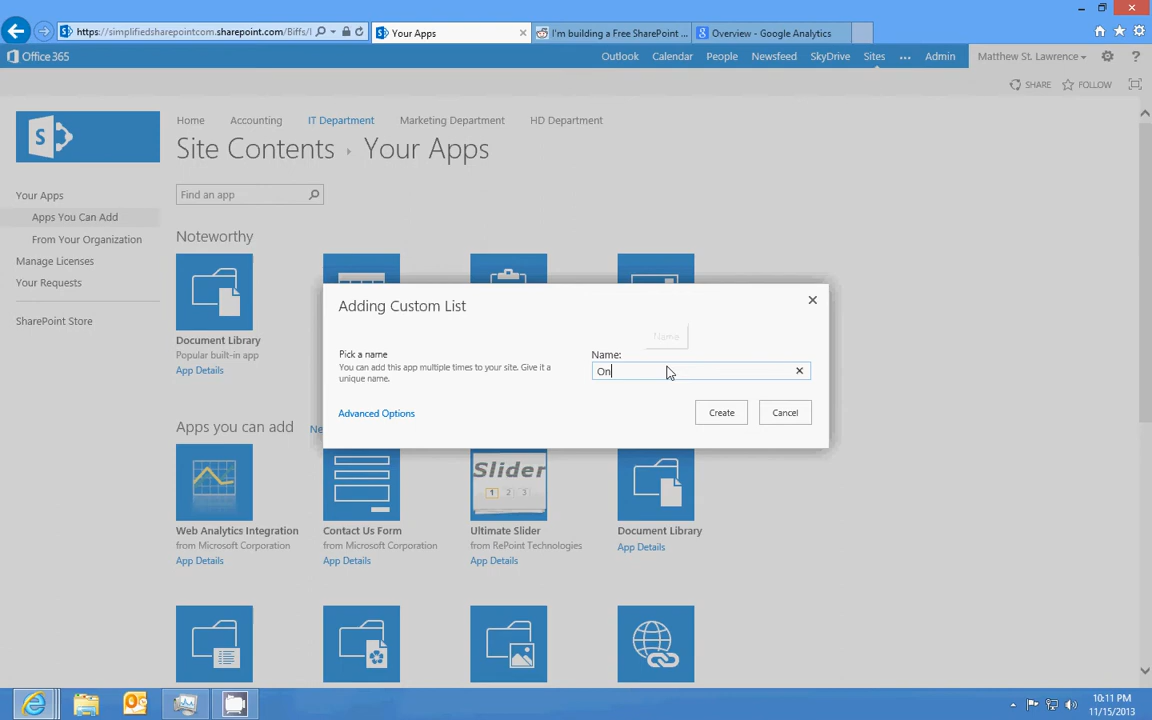 https://simplifiedsharepointcom.sharepoint.com/Biffs/I
Your Apps
I'm building a Free SharePoint ...
Overview - Google Analytics
Office 365
Outlook
Calendar
People
Newsfeed
SkyDrive
Sites
...
Admin
Matthew St. Lawrence
?
SHARE
FOLLOW
S
Home
Accounting
IT Department
Marketing Department
HD Department
Site Contents
Your Apps
Find an app
Your Apps
Apps You Can Add
From Your Organization
Manage Licenses
Your Requests
SharePoint Store
Noteworthy
Document Library
Popular built-in app
App Details
Adding Custom List
Pick a name
You can add this app multiple times to your site. Give it a
unique name.
Advanced Options
Name
Name:
On
Create
Cancel
Apps you can add
Ne
Web Analytics Integration
from Microsoft Corporation
App Details
Contact Us Form
from Microsoft Corporation
App Details
Slider
1 2 3
Ultimate Slider
from RePoint Technologies
App Details
Document Library
App Details
10:11 PM
11/15/2013